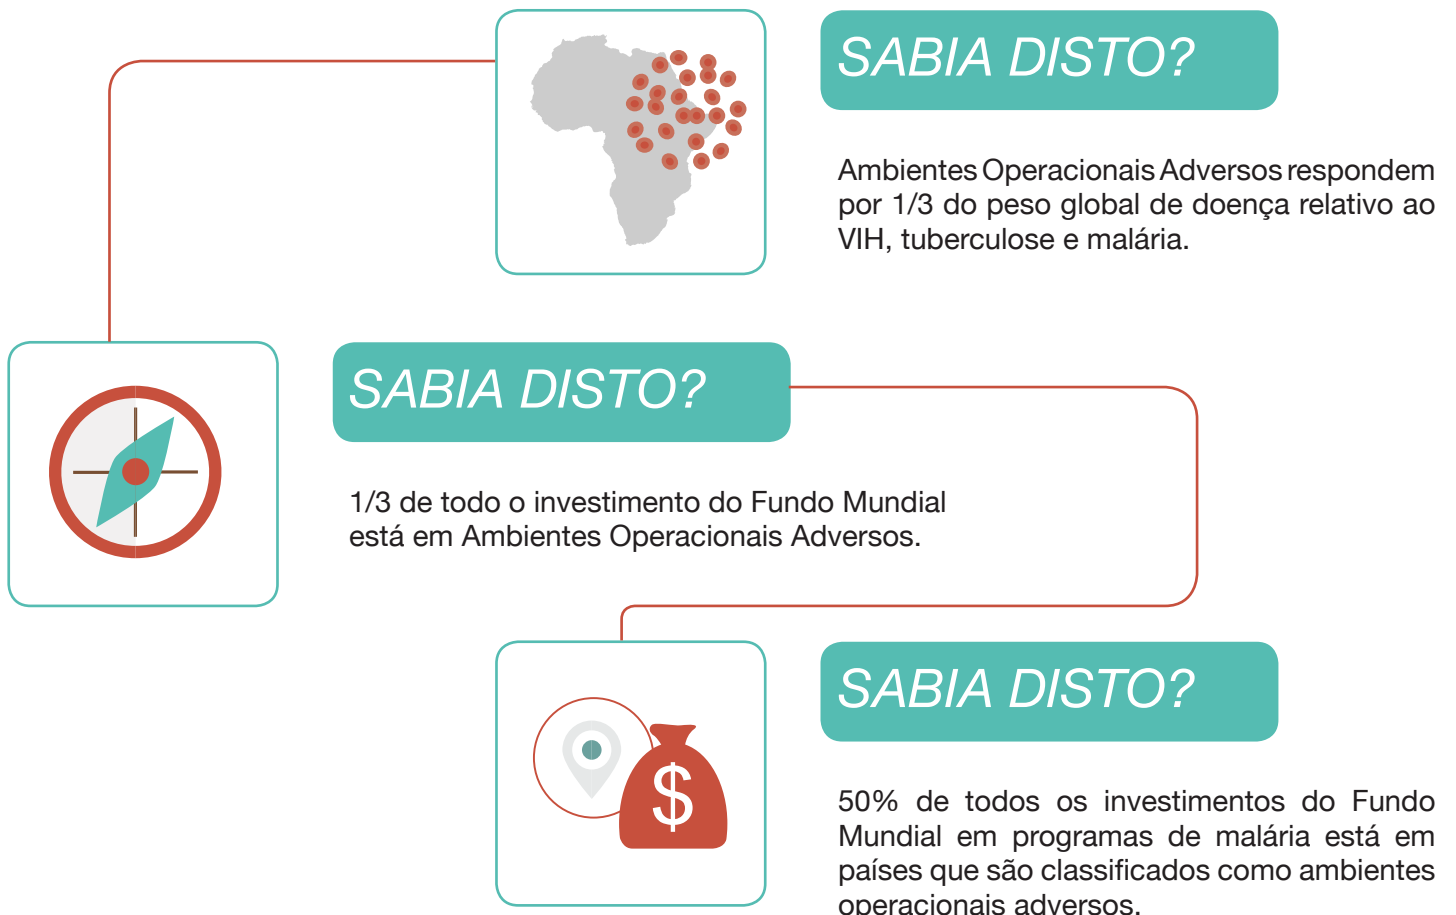 SABIA DISTO?
Ambientes Operacionais Adversos respondem
por 1/3 do peso global de doença relativo ao
VIH, tuberculose e malária.
SABIA DISTO?
1/3 de todo o investimento do Fundo Mundial
está em Ambientes Operacionais Adversos.
$
SABIA DISTO?
50% de todos os investimentos do Fundo
Mundial em programas de malária está em
países que são classificados como ambientes
operacionais adversos.